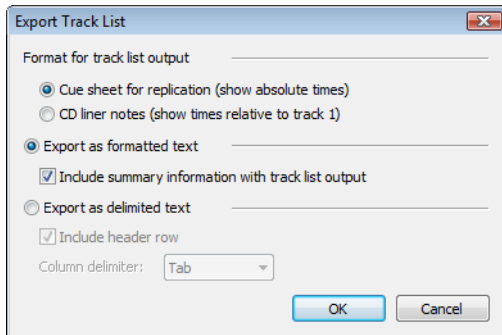 Export Track List
Format for track list output
Cue sheet for replication (show absolute times)
CD liner notes (show times relative to track 1)
Export as formatted text
Include summary information with track list output
Export as delimited text
Include header row
Column delimiter: Tab
OK Cancel